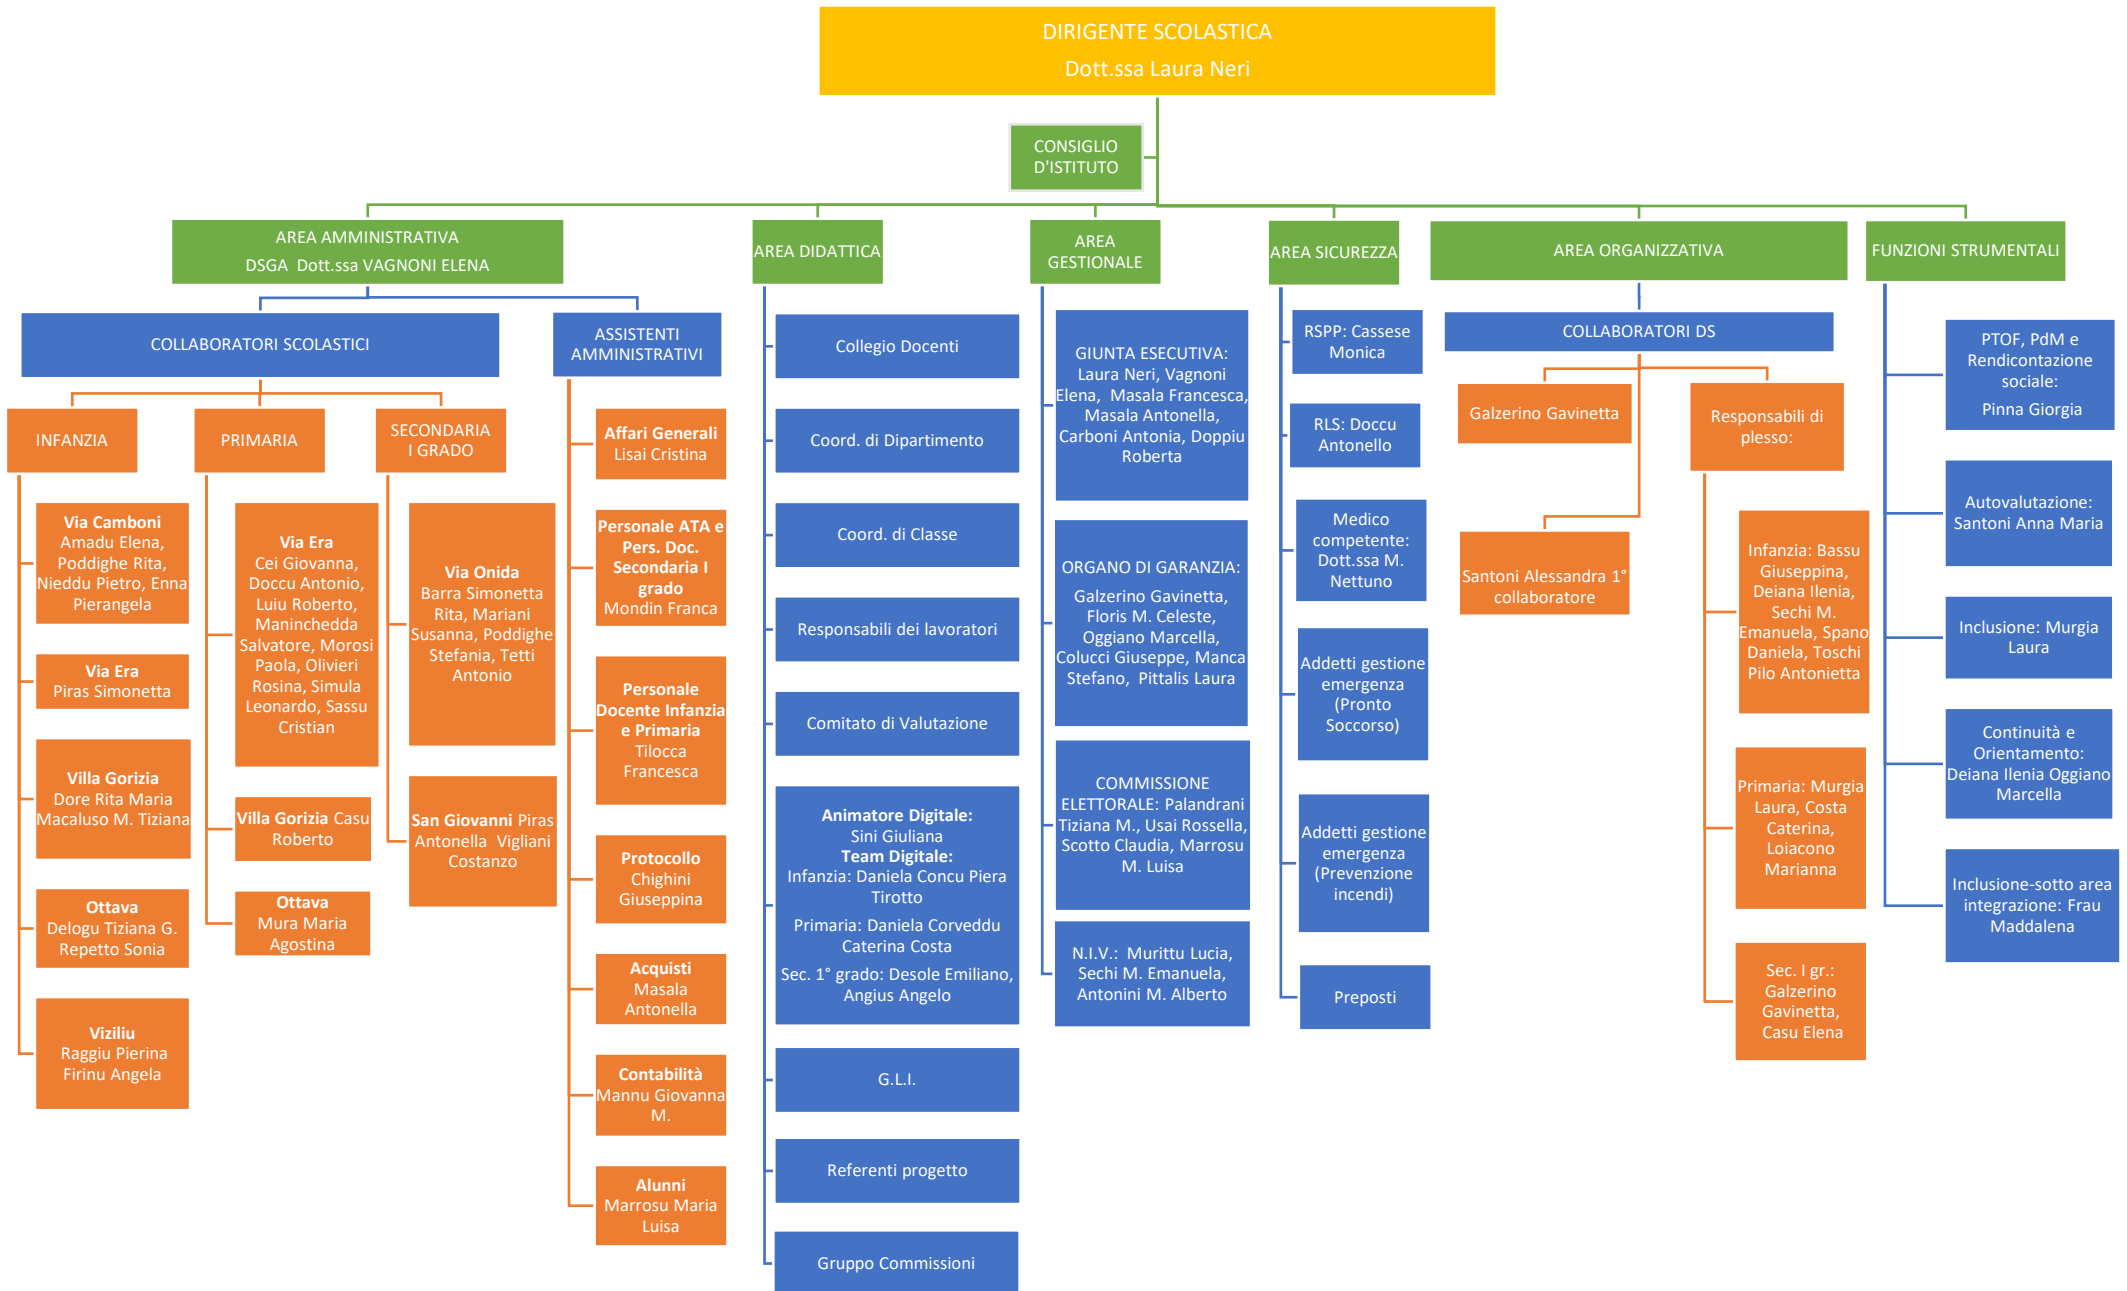 DIRIGENTE SCOLASTICA
Dott.ssa Laura Neri
CONSIGLIO
D'ISTITUTO
AREA AMMINISTRATIVA
DSGA Dott.ssa VAGNONI ELENA
COLLABORATORI SCOLASTICI
INFANZIA
Via Camboni
Amadu Elena,
Poddighe Rita,
Nieddu Pietro, Enna
Pierangela
Via Era
Piras Simonetta
Villa Gorizia
Dore Rita Maria
Macaluso M. Tiziana
Ottava
Delogu Tiziana G.
Repetto Sonia
Viziliu
Raggiu Pierina
Firinu Angela
PRIMARIA
Via Era
Cei Giovanna,
Doccu Antonio,
Luiu Roberto,
Maninchedda
Salvatore, Morosi
Paola, Olivieri
Rosina, Simula
Leonardo, Sassu
Cristian
Villa Gorizia Casu
Roberto
Ottava
Mura Maria
Agostina
SECONDARIA
I GRADO
Via Onida
Barra Simonetta
Rita, Mariani
Susanna, Poddighe
Stefania, Tetti
Antonio
San Giovanni Piras
Antonella Vigliani
Costanzo
ASSISTENTI
AMMINISTRATIVI
Affari Generali
Lisai Cristina
Personale ATA e
Pers. Doc.
Secondaria I
grado
Mondin Franca
Personale
Docente Infanzia
e Primaria
Tilocca
Francesca
Protocollo
Chighini
Giuseppina
Acquisti
Masala
Antonella
Contabilità
Mannu Giovanna
M.
Alunni
Marrosu Maria
Luisa
AREA DIDATTICA
Collegio Docenti
Coord. di Dipartimento
Coord. di Classe
Responsabili dei lavoratori
Comitato di Valutazione
Animatore Digitale:
Sini Giuliana
Team Digitale:
Infanzia: Daniela Concu Piera
Tirotto
Primaria: Daniela Corveddu
Caterina Costa
Sec. 1° grado: Desole Emiliano,
Angius Angelo
G.L.I.
Referenti progetto
Gruppo Commissioni
AREA
GESTIONALE
GIUNTA ESECUTIVA:
Laura Neri, Vagnoni
Elena, Masala Francesca,
Masala Antonella,
Carboni Antonia, Doppiu
Roberta
ORGANO DI GARANZIA:
Galzerino Gavinetta,
Floris M. Celeste,
Oggiano Marcella,
Colucci Giuseppe, Manca
Stefano, Pittalis Laura
COMMISSIONE
ELETTORALE: Palandrani
Tiziana M., Usai Rossella,
Scotto Claudia, Marrosu
M. Luisa
N.I.V.: Murittu Lucia,
Sechi M. Emanuela,
Antonini M. Alberto
AREA SICUREZZA
RSPP: Cassese
Monica
RLS: Doccu
Antonello
Medico
competente:
Dott.ssa M.
Nettuno
Addetti gestione
emergenza
(Pronto
Soccorso)
Addetti gestione
emergenza
(Prevenzione
incendi)
Preposti
AREA ORGANIZZATIVA
COLLABORATORI DS
Galzerino Gavinetta
Santoni Alessandra 1°
collaboratore
Responsabili di
plesso:
Infanzia: Bassu
Giuseppina,
Deiana Ilenia,
Sechi M.
Emanuela, Spano
Daniela, Toschi
Pilo Antonietta
Primaria: Murgia
Laura, Costa
Caterina,
Loiacono
Marianna
Sec. I gr.:
Galzerino
Gavinetta,
Casu Elena
FUNZIONI STRUMENTALI
PTOF, PdM e
Rendicontazione
sociale:
Pinna Giorgia
Autovalutazione:
Santoni Anna Maria
Inclusione: Murgia
Laura
Continuità e
Orientamento:
Deiana Ilenia Oggiano
Marcella
Inclusione-sotto area
integrazione: Frau
Maddalena